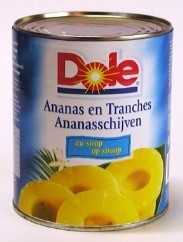 Dole
Ananas en Tranches
Ananasschijven
au sirop
op siroop